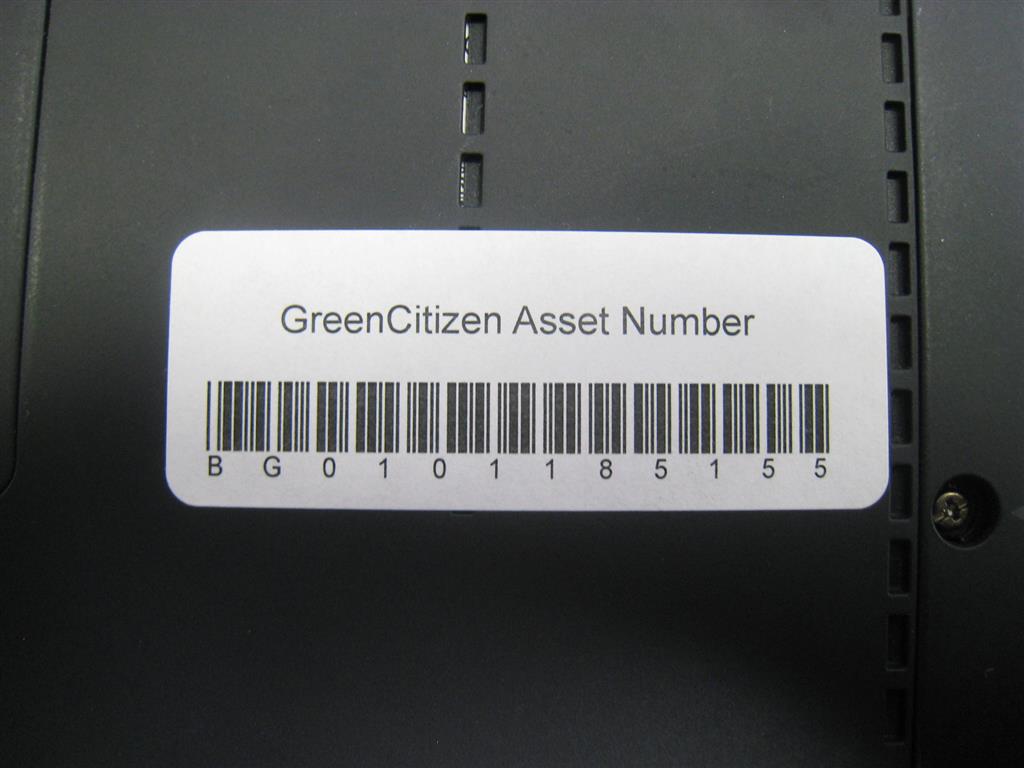 GreenCitizen Asset Number
B G 0 1 0 1 1 8 5 1 5 5